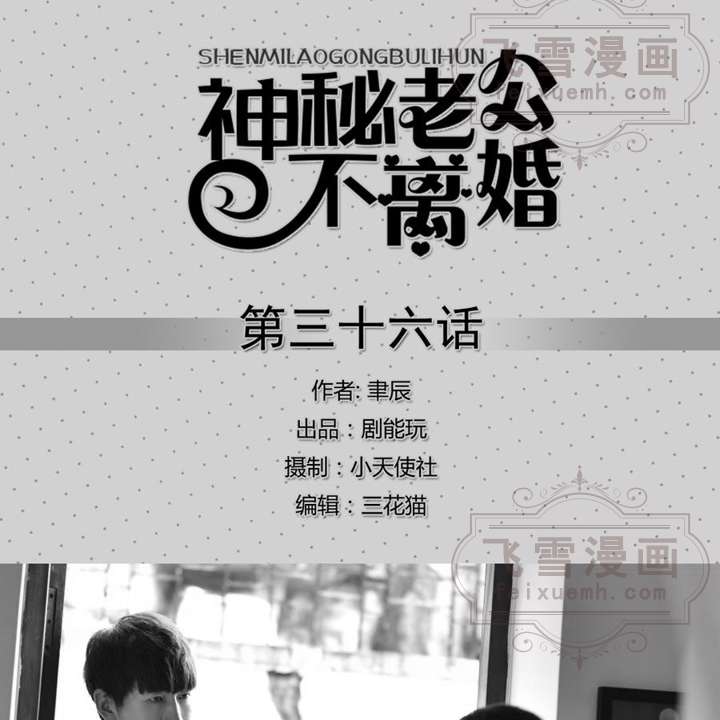 SHENMILAOGONGBULIHUN
神秘老公
不离婚
飞雪漫画
feixuemh.com
第三十六话
作者: 聿辰
出品：剧能玩
摄制：小天使社
编辑：三花猫
飞雪漫画
feixuemh.com